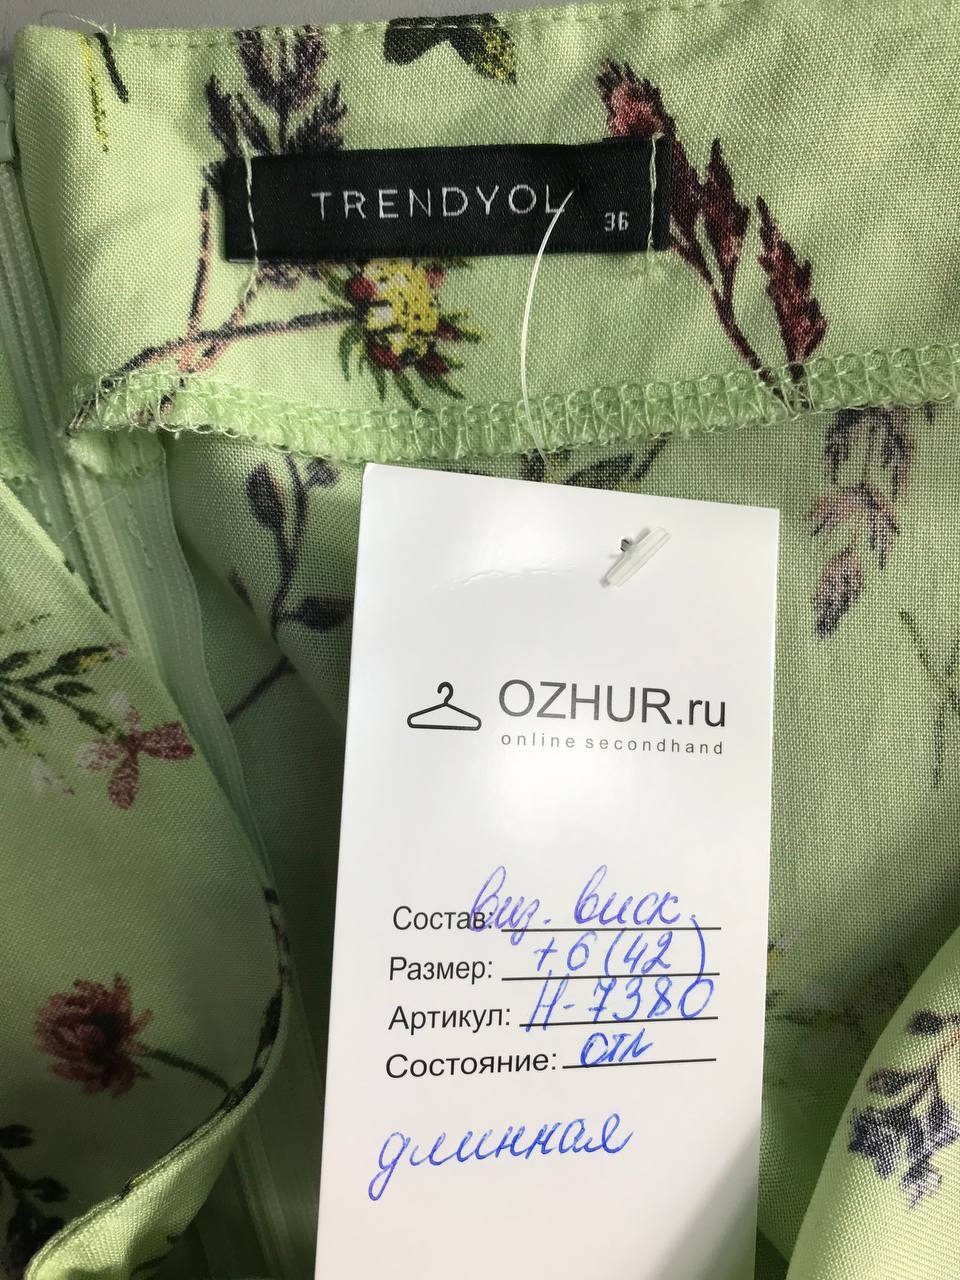 TRENDYOL
36
OZHUR.ru
online secondhand
Состав: виз. виск.
Размер: +6 (42)
Артикул: Н-7380
Состояние: отл
длинная